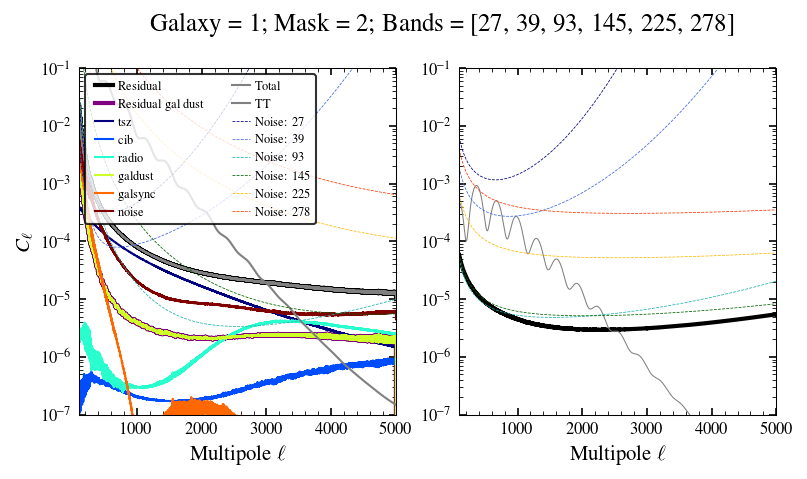 Galaxy = 1; Mask = 2; Bands = [27, 39, 93, 145, 225, 278]
10⁻¹
10⁻²
10⁻³
10⁻⁴
10⁻⁵
10⁻⁶
10⁻⁷
C_ℓ
Residual
Residual gal dust
tsz
cib
radio
galdust
galsync
noise
Total
TT
Noise: 27
Noise: 39
Noise: 93
Noise: 145
Noise: 225
Noise: 278
1000 2000 3000 4000 5000
Multipole ℓ
10⁻¹
10⁻²
10⁻³
10⁻⁴
10⁻⁵
10⁻⁶
10⁻⁷
1000 2000 3000 4000 5000
Multipole ℓ